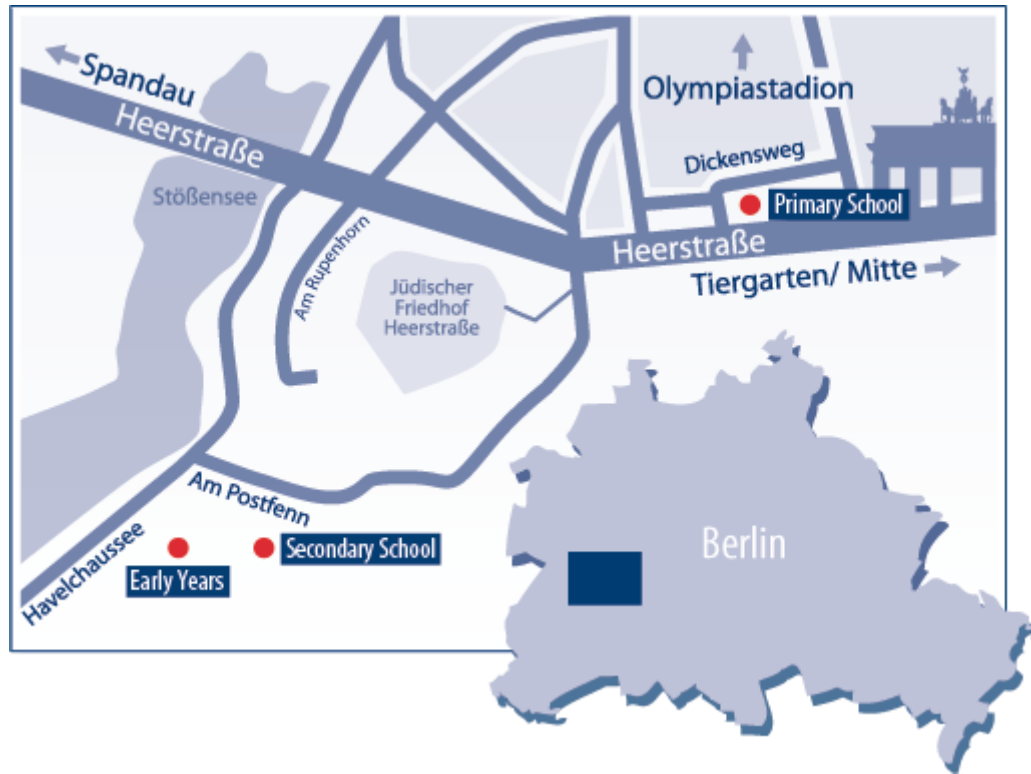 Spandau
Heerstraße
Olympiastadion
Dickensweg
Stößensee
Primary School
Am Rupenhorn
Heerstraße
Tiergarten/ Mitte
Jüdischer
Friedhof
Heerstraße
Am Postfenn
Havelchaussee
Secondary School
Early Years
Berlin